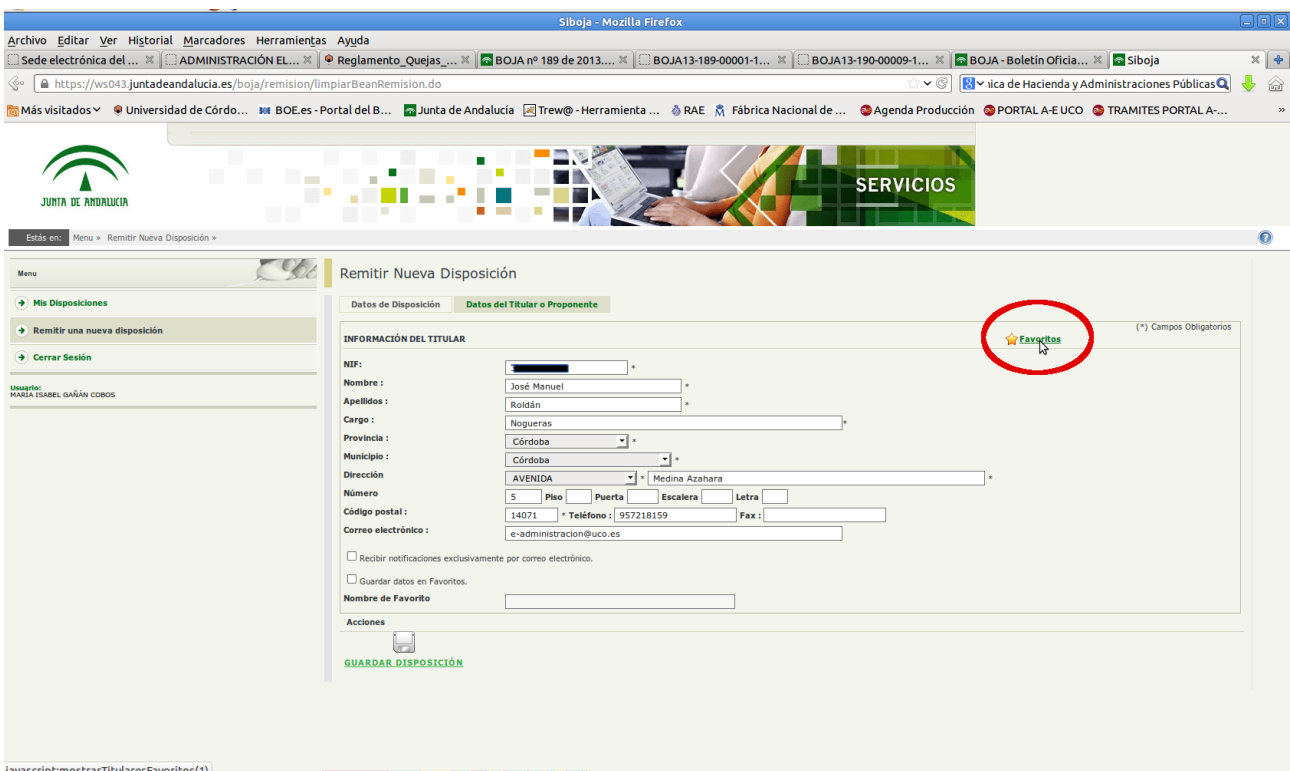 Siboja - Mozilla Firefox
Archivo Editar Ver Historial Marcadores Herramientas Ayuda
Sede electrónica del ... ADMINISTRACIÓN EL... Reglamento_Quejas_... BOJA nº 189 de 2013.... BOJA13-189-00001-1... BOJA13-190-00009-1... BOJA - Boletín Oficia... Siboja
https://ws043.juntadeandalucia.es/boja/remision/limpiarBeanRemision.do ica de Hacienda y Administraciones Públicas
Más visitados Universidad de Córdo... BOE.es - Portal del B... Junta de Andalucía Trew@ - Herramienta ... RAE Fábrica Nacional de ... Agenda Producción PORTAL A-E UCO TRAMITES PORTAL A-... »
JUNTA DE ANDALUCIA
SERVICIOS
Estás en: Menu » Remitir Nueva Disposición »
Menu
Mis Disposiciones
Remitir una nueva disposición
Cerrar Sesión
Usuario:
MARÍA ISABEL GAÑÁN COBOS
Remitir Nueva Disposición
Datos de Disposición Datos del Titular o Proponente
(*) Campos Obligatorios
INFORMACIÓN DEL TITULAR Favoritos
NIF: *
Nombre : José Manuel *
Apellidos : Roldán *
Cargo : Nogueras *
Provincia : Córdoba *
Municipio : Córdoba *
Dirección AVENIDA * Medina Azahara *
Número 5 Piso Puerta Escalera Letra
Código postal : 14071 * Teléfono : 957218159 Fax :
Correo electrónico : e-administracion@uco.es
Recibir notificaciones exclusivamente por correo electrónico.
Guardar datos en Favoritos.
Nombre de Favorito
Acciones
GUARDAR DISPOSICIÓN
javascript:mostrarTitularesFavoritos(1)